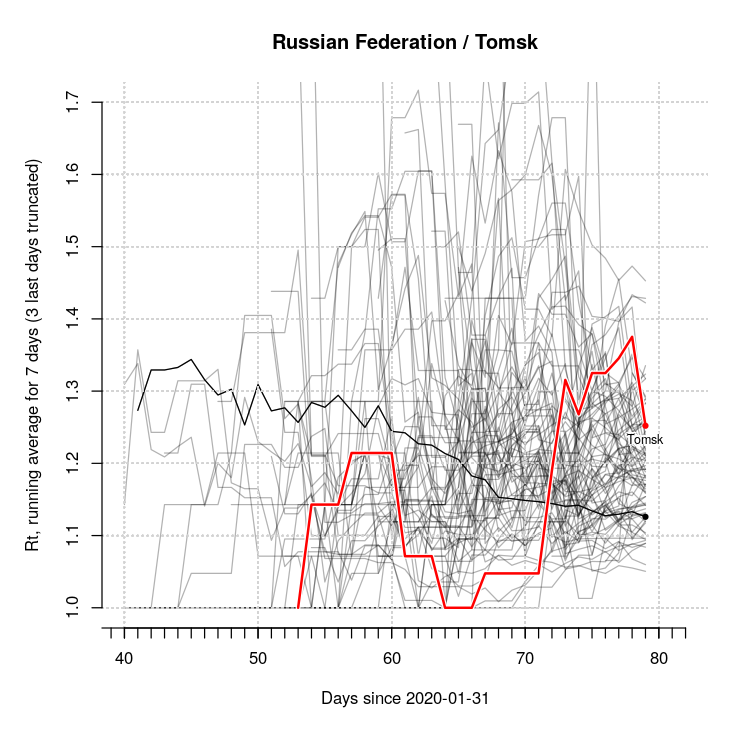 Russian Federation / Tomsk
Rt, running average for 7 days (3 last days truncated)
1.7
1.6
1.5
1.4
1.3
1.2
1.1
1.0
Tomsk
40 50 60 70 80
Days since 2020-01-31